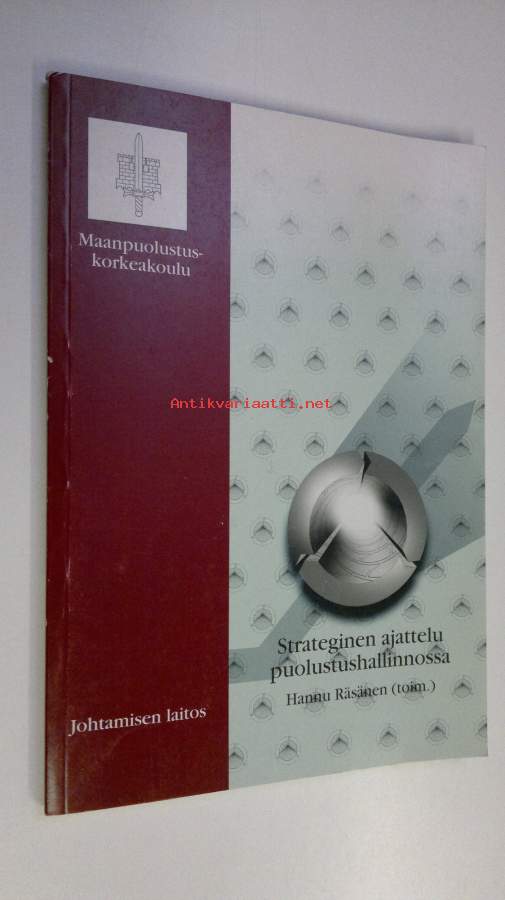 Maanpuolustus-
korkeakoulu
Antikvariaatti.net
Strateginen ajattelu
puolustushallinnossa
Hannu Räsänen (toim.)
Johtamisen laitos